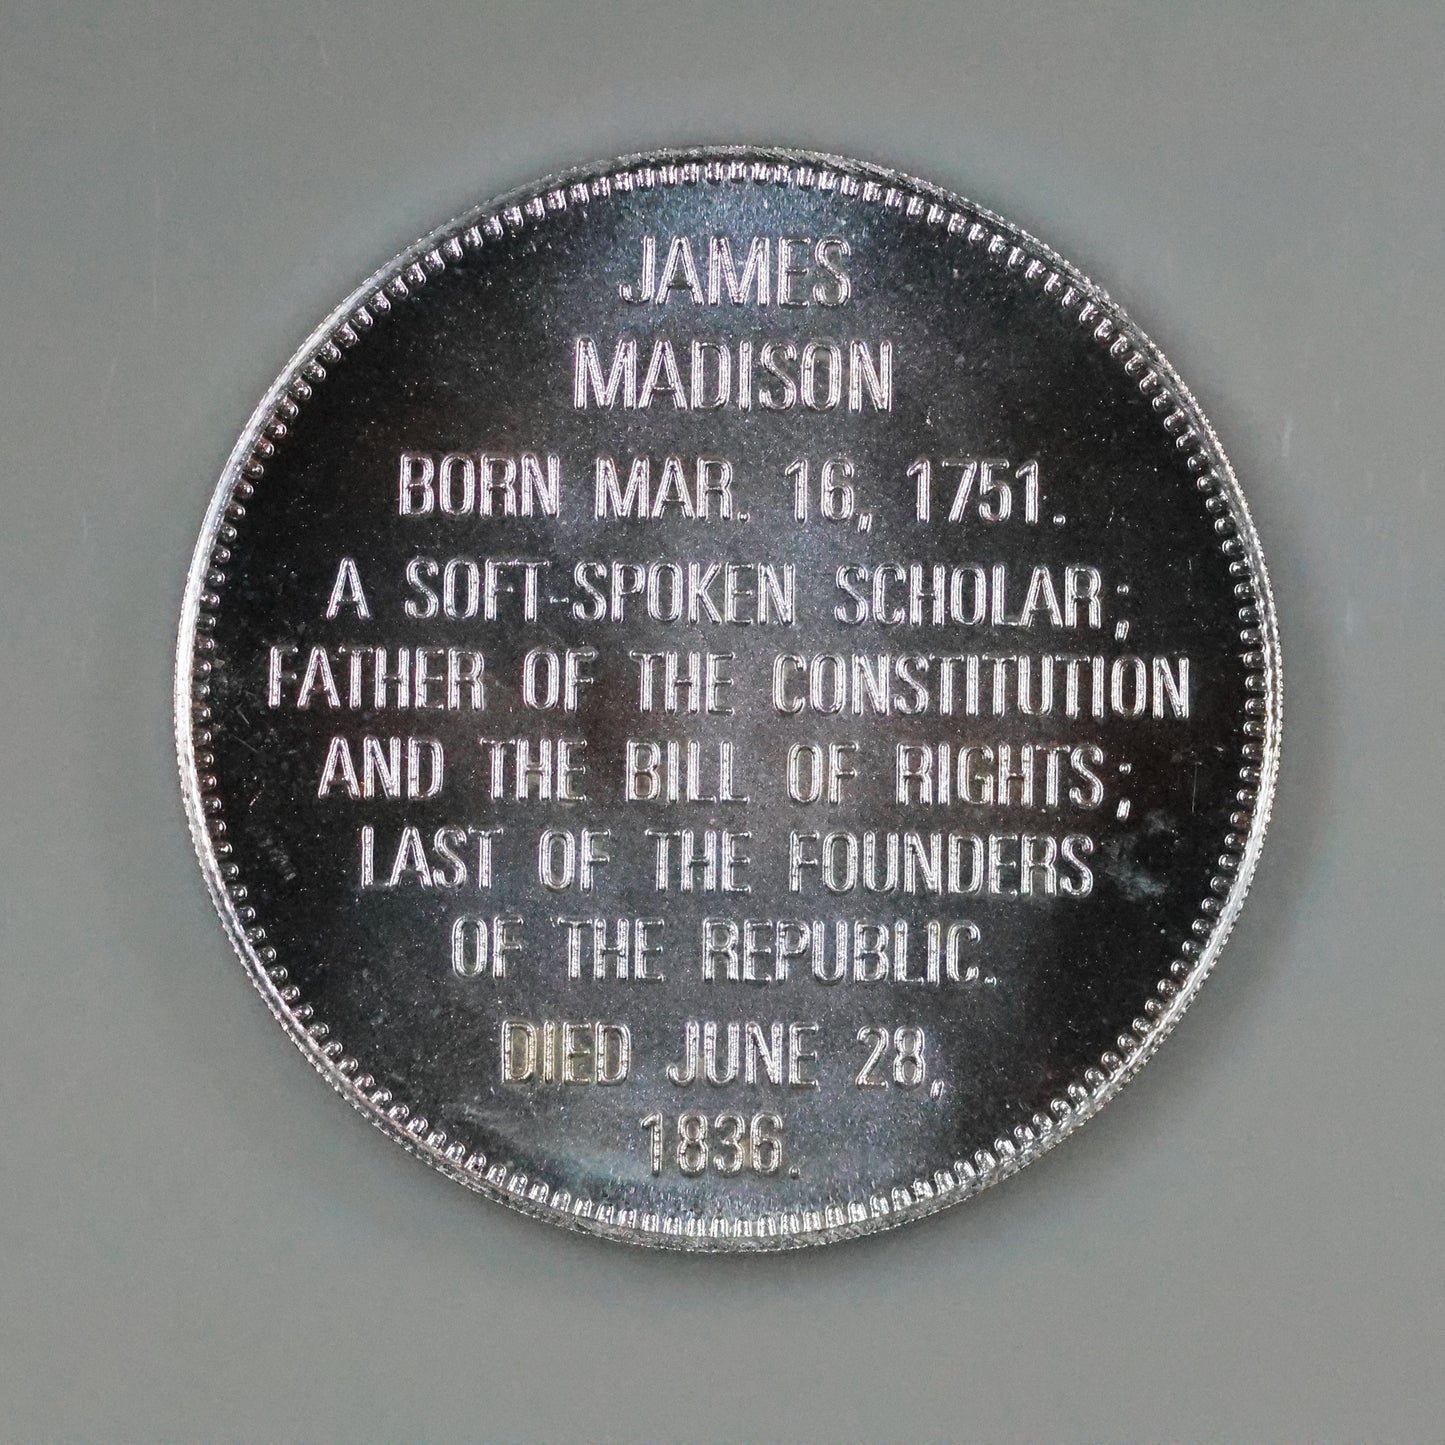 JAMES
MADISON
BORN MAR. 16, 1751.
A SOFT-SPOKEN SCHOLAR;
FATHER OF THE CONSTITUTION
AND THE BILL OF RIGHTS;
LAST OF THE FOUNDERS
OF THE REPUBLIC.
DIED JUNE 28,
1836.